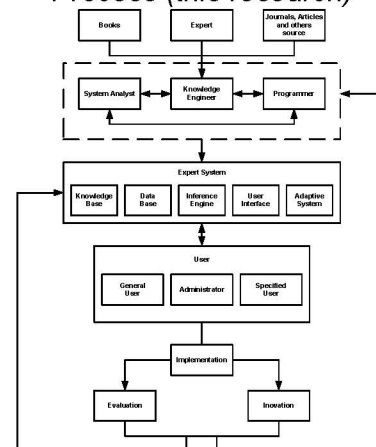 Process (this research)
Books
Expert
Journals, Articles
and others
source
System Analyst
Knowledge
Engineer
Programmer
Expert System
Knowledge
Base
Data
Base
Inference
Engine
User
Interface
Adaptive
System
User
General
User
Administrator
Specified
User
Implementation
Evaluation
Inovation